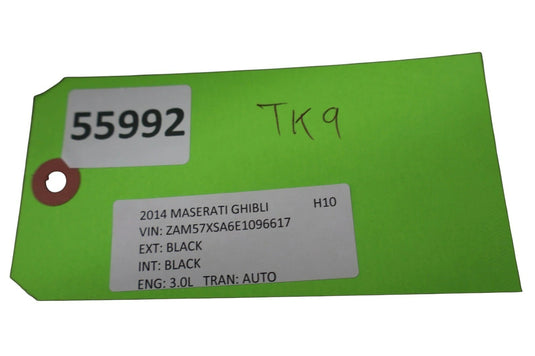 55992
TK9
2014 MASERATI GHIBLI H10
VIN: ZAM57XSA6E1096617
EXT: BLACK
INT: BLACK
ENG: 3.0L TRAN: AUTO